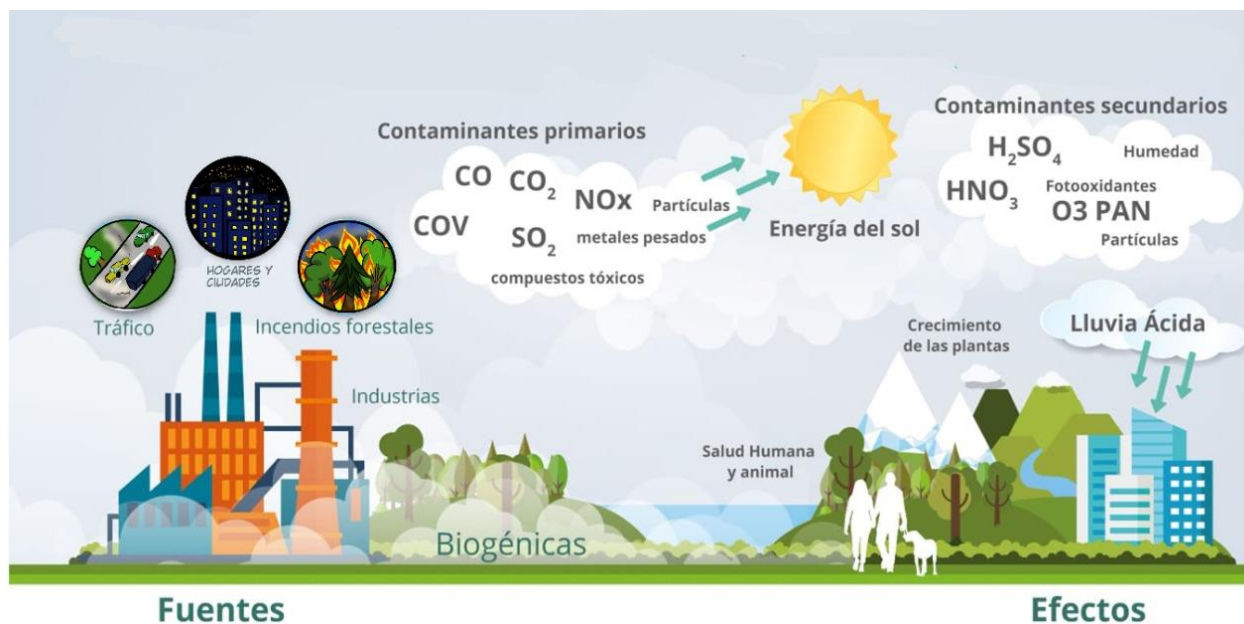 Contaminantes primarios
CO CO₂ NOx Partículas
COV SO₂ metales pesados
compuestos tóxicos
Energía del sol
Contaminantes secundarios
H₂SO₄ Humedad
HNO₃ Fotooxidantes
O3 PAN
Partículas
HOGARES Y
CIUDADES
Tráfico
Incendios forestales
Industrias
Biogénicas
Crecimiento
de las plantas
Lluvia Ácida
Salud Humana
y animal
Fuentes
Efectos